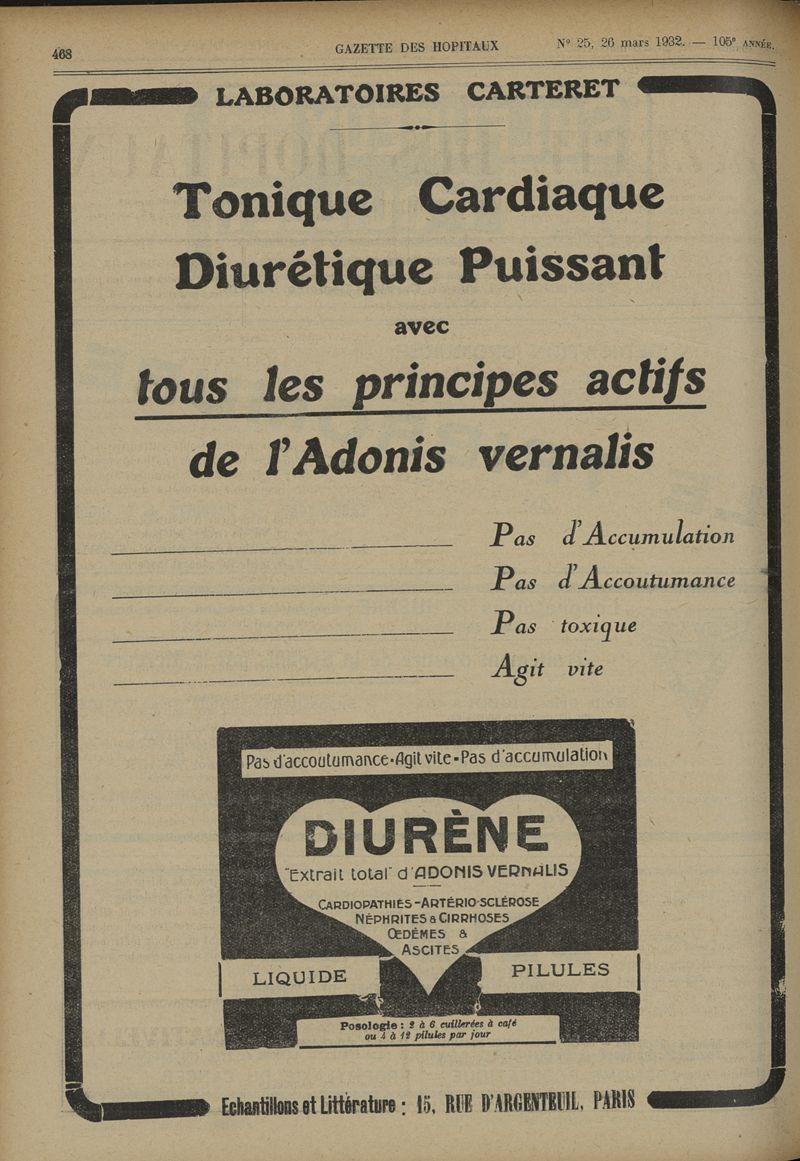 468
GAZETTE DES HOPITAUX
N° 25, 26 mars 1932. — 105e ANNÉE.
LABORATOIRES CARTERET
Tonique Cardiaque
Diurétique Puissant
avec
tous les principes actifs
de l'Adonis vernalis
Pas d'Accumulation
Pas d'Accoutumance
Pas toxique
Agit vite
Pas d'accoutumance-Agit vite-Pas d'accumulation
DIURÈNE
"Extrait total" d'ADONIS VERNALIS
CARDIOPATHIES-ARTÉRIO-SCLÉROSE
NÉPHRITES & CIRRHOSES
ŒDÈMES &
ASCITES
LIQUIDE
PILULES
Posologie : 2 à 6 cuillerées à café
ou 4 à 12 pilules par jour
Echantillons et Littérature : 15, RUE D'ARGENTEUIL, PARIS